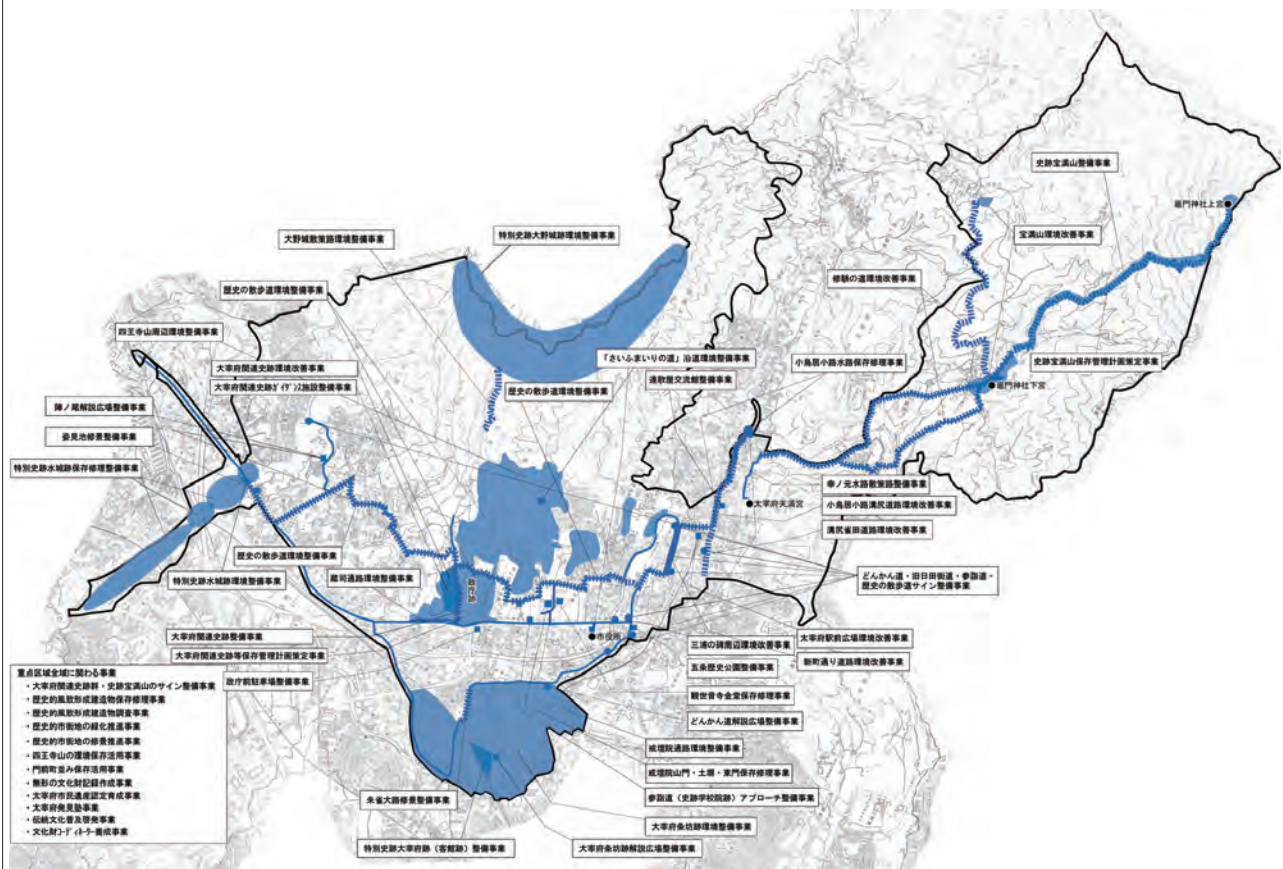 史跡宝満山整備事業
竈門神社上宮
宝満山環境改善事業
大野城散策路環境整備事業
特別史跡大野城跡環境整備事業
修験の道環境改善事業
歴史の散歩道環境整備事業
四王寺山周辺環境整備事業
「さいふまいりの道」沿道環境整備事業
小鳥居小路水路保存修理事業
史跡宝満山保存管理計画策定事業
大宰府関連史跡環境改善事業
連歌屋交流館整備事業
大宰府関連史跡ガイダンス施設整備事業
歴史の散歩道環境整備事業
竈門神社下宮
陣ノ尾解説広場整備事業
姿見池修景整備事業
特別史跡水城跡保存修理整備事業
幸ノ元水路散策路整備事業
太宰府天満宮
小鳥居小路溝尻道路環境改善事業
溝尻雀田道路環境改善事業
歴史の散歩道環境整備事業
どんかん道・旧日田街道・参詣道・
歴史の散歩道サイン整備事業
特別史跡水城跡環境整備事業
蔵司通路環境整備事業
政庁跡
大宰府関連史跡整備事業
市役所
三浦の碑周辺環境改善事業
太宰府駅前広場環境改善事業
大宰府関連史跡等保存管理計画策定事業
新町通り道路環境改善事業
五条歴史公園整備事業
政庁前駐車場整備事業
観世音寺金堂保存修理事業
どんかん道解説広場整備事業
戒壇院通路環境整備事業
戒壇院山門・土塀・東門保存修理事業
朱雀大路修景整備事業
参詣道（史跡学校院跡）アプローチ整備事業
大宰府条坊跡環境整備事業
特別史跡大宰府跡（客館跡）整備事業
大宰府条坊跡解説広場整備事業
重点区域全域に関わる事業
・大宰府関連史跡群・史跡宝満山のサイン整備事業
・歴史的風致形成建造物保存修理事業
・歴史的風致形成建造物調査事業
・歴史的市街地の緑化推進事業
・歴史的市街地の修景推進事業
・四王寺山の環境保存活用事業
・門前町並み保存活用事業
・無形の文化財記録作成事業
・太宰府市民遺産認定育成事業
・太宰府発見塾事業
・伝統文化普及啓発事業
・文化財コーディネーター養成事業